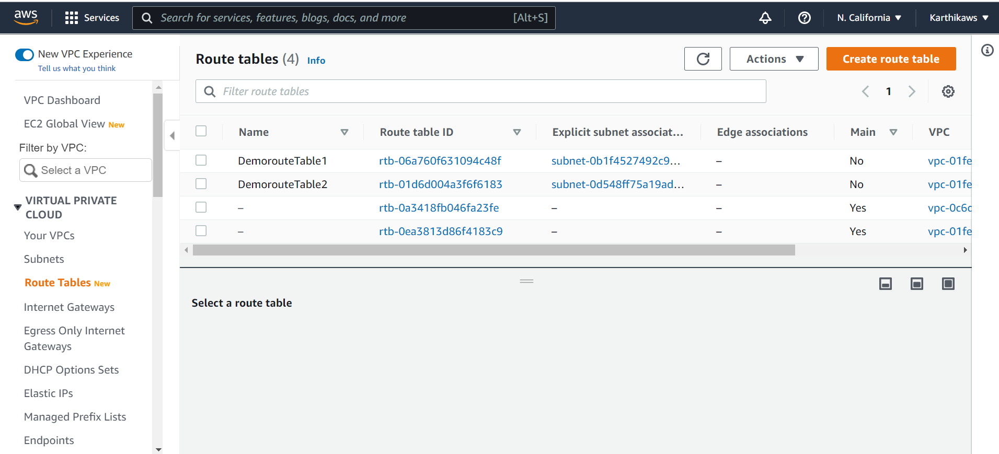 aws
Services
Search for services, features, blogs, docs, and more
[Alt+S]
N. California
Karthikaws
New VPC Experience
Tell us what you think
VPC Dashboard
EC2 Global View New
Filter by VPC:
Select a VPC
VIRTUAL PRIVATE
CLOUD
Your VPCs
Subnets
Route Tables New
Internet Gateways
Egress Only Internet
Gateways
DHCP Options Sets
Elastic IPs
Managed Prefix Lists
Endpoints
Route tables (4) Info
Actions
Create route table
Filter route tables
1
Name Route table ID Explicit subnet associat... Edge associations Main VPC
DemorouteTable1 rtb-06a760f631094c48f subnet-0b1f4527492c9... – No vpc-01fe
DemorouteTable2 rtb-01d6d004a3f6f6183 subnet-0d548ff75a19ad... – No vpc-01fe
– rtb-0a3418fb046fa23fe – – Yes vpc-0c6c
– rtb-0ea3813d86f4183c9 – – Yes vpc-01fe
Select a route table